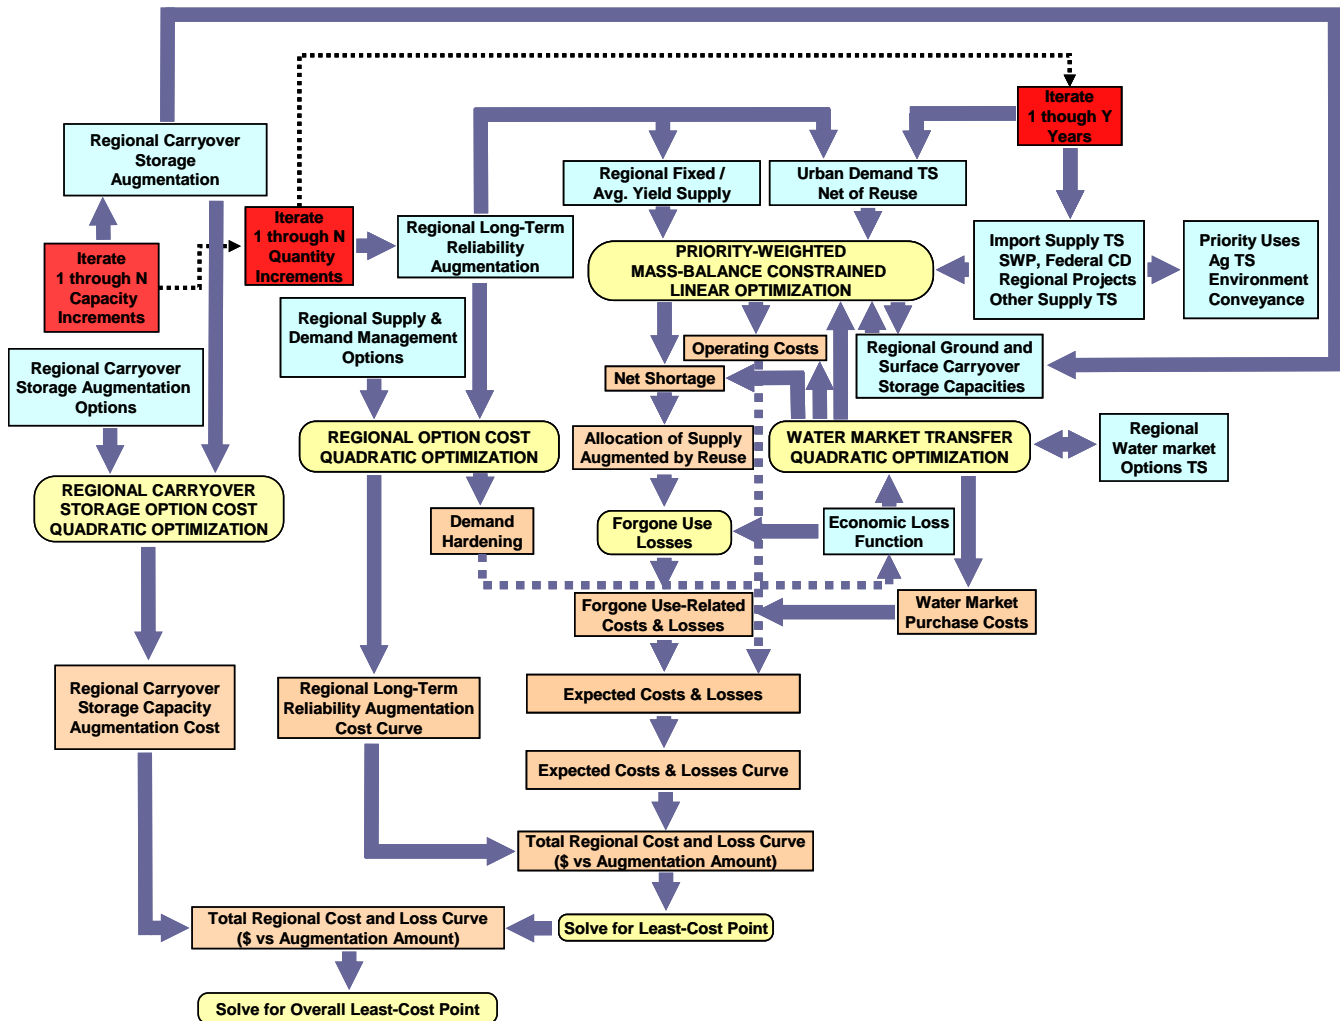 Iterate
1 though Y
Years
Regional Carryover
Storage
Augmentation
Regional Fixed /
Avg. Yield Supply
Urban Demand TS
Net of Reuse
Iterate
1 through N
Quantity
Increments
Regional Long-Term
Reliability
Augmentation
Iterate
1 through N
Capacity
Increments
PRIORITY-WEIGHTED
MASS-BALANCE CONSTRAINED
LINEAR OPTIMIZATION
Import Supply TS
SWP, Federal CD
Regional Projects
Other Supply TS
Priority Uses
Ag TS
Environment
Conveyance
Regional Supply &
Demand Management
Options
Operating Costs
Regional Ground and
Surface Carryover
Storage Capacities
Regional Carryover
Storage Augmentation
Options
Net Shortage
REGIONAL OPTION COST
QUADRATIC OPTIMIZATION
Allocation of Supply
Augmented by Reuse
WATER MARKET TRANSFER
QUADRATIC OPTIMIZATION
Regional
Water market
Options TS
REGIONAL CARRYOVER
STORAGE OPTION COST
QUADRATIC OPTIMIZATION
Demand
Hardening
Forgone Use
Losses
Economic Loss
Function
Forgone Use-Related
Costs & Losses
Water Market
Purchase Costs
Regional Carryover
Storage Capacity
Augmentation Cost
Regional Long-Term
Reliability Augmentation
Cost Curve
Expected Costs & Losses
Expected Costs & Losses Curve
Total Regional Cost and Loss Curve
($ vs Augmentation Amount)
Total Regional Cost and Loss Curve
($ vs Augmentation Amount)
Solve for Least-Cost Point
Solve for Overall Least-Cost Point